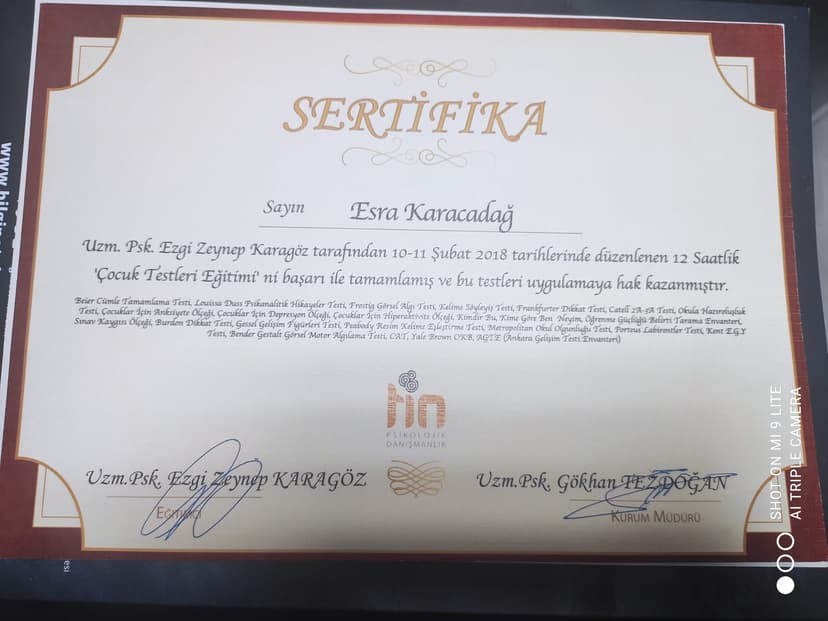 SERTİFİKA
Sayın Esra Karacadağ
Uzm. Psk. Ezgi Zeynep Karagöz tarafından 10-11 Şubat 2018 tarihlerinde düzenlenen 12 Saatlik
'Çocuk Testleri Eğitimi' ni başarı ile tamamlamış ve bu testleri uygulamaya hak kazanmıştır.
Beier Cümle Tamamlama Testi, Louissa Duss Psikanalitik Hikayeler Testi, Frostig Görsel Algı Testi, Kelime Söyleyiş Testi, Frankfurter Dikkat Testi, Catell 2A-3A Testi, Okula Hazıroluşluk
Testi, Çocuklar İçin Anksiyete Ölçeği, Çocuklar İçin Depresyon Ölçeği, Çocuklar İçin Hiperaktivite Ölçeği, Kimdir Bu, Kime Göre Ben Neyim, Öğrenme Güçlüğü Belirti Tarama Envanteri,
Sınav Kaygısı Ölçeği, Burdon Dikkat Testi, Gessel Gelişim Figürleri Testi, Peabody Resim Kelime Eşleştirme Testi, Metropolitan Okul Olgunluğu Testi, Porteus Labirentler Testi, Kent E.G.Y
Testi, Bender Gestalt Görsel Motor Algılama Testi, CAT, Yale Brown OKB, AGTE (Ankara Gelişim Testi Envanteri)
tin
PSİKOLOJİK
DANIŞMANLIK
Uzm.Psk. Ezgi Zeynep KARAGÖZ
EĞİTİMCİ
Uzm.Psk. Gökhan TEZDOĞAN
KURUM MÜDÜRÜ
SHOT ON MI 9 LITE
AI TRIPLE CAMERA